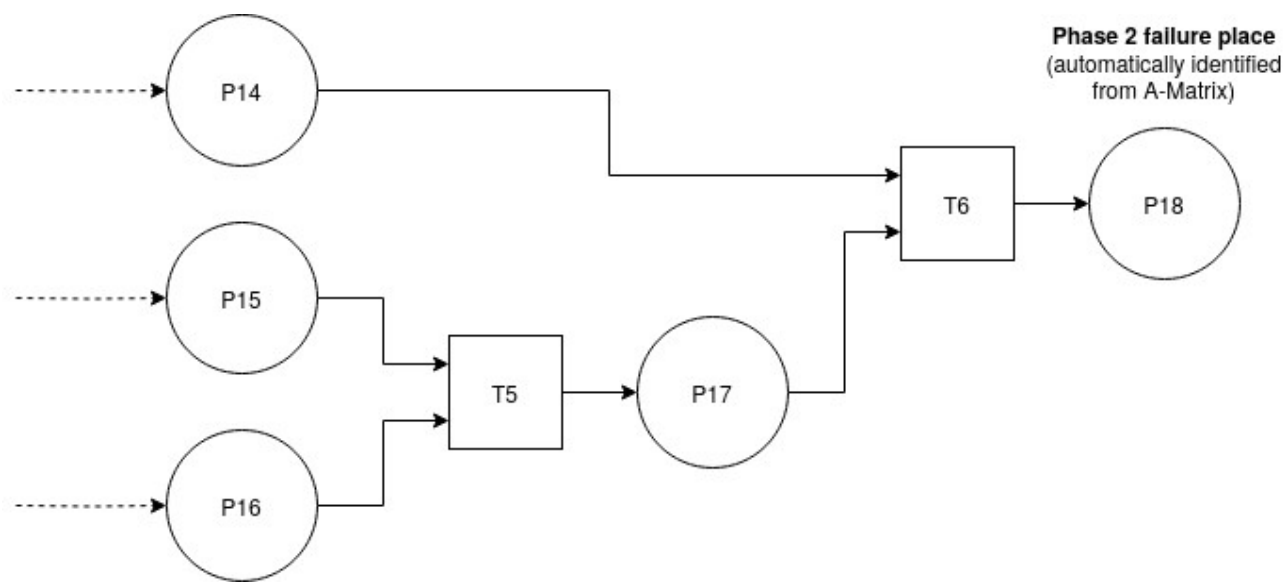 Phase 2 failure place
(automatically identified
from A-Matrix)
P14
T6
P18
P15
T5
P17
P16